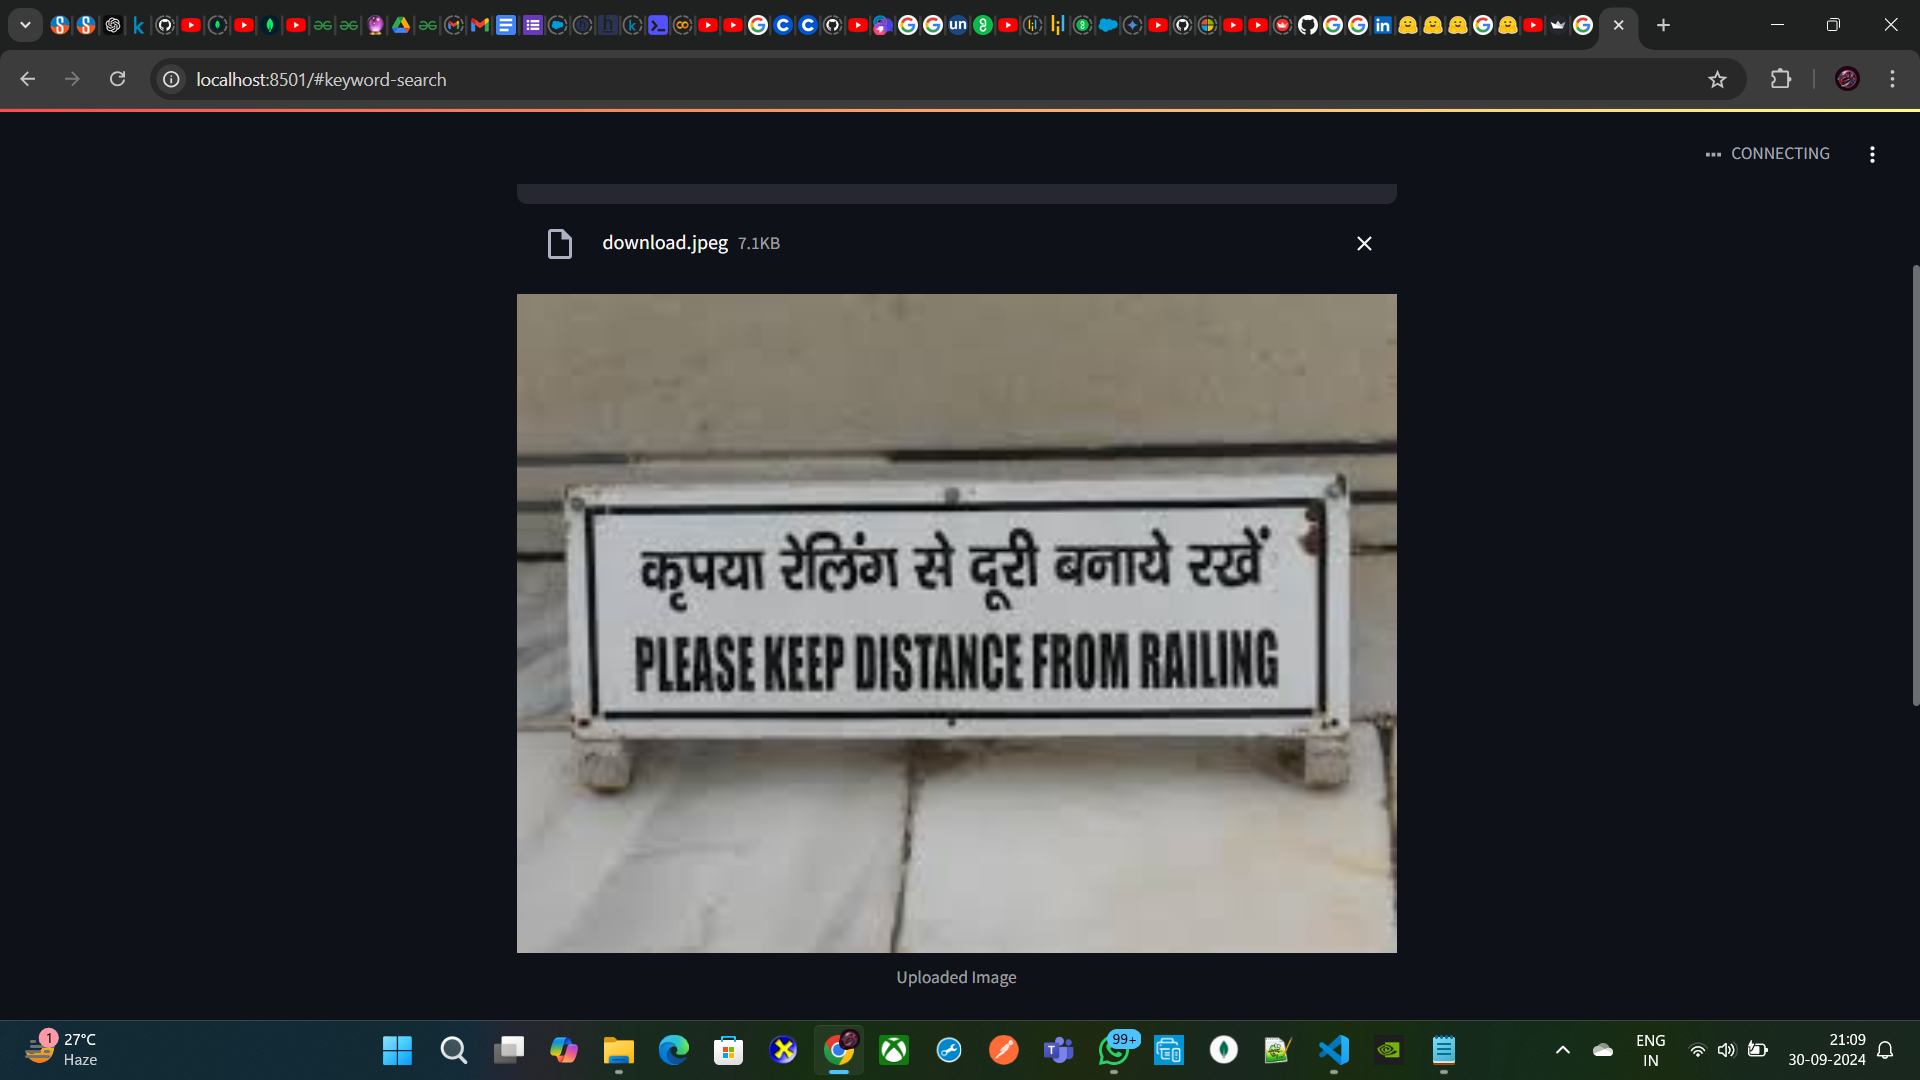 localhost:8501/#keyword-search
CONNECTING
download.jpeg 7.1KB
कृपया रेलिंग से दूरी बनाये रखें
PLEASE KEEP DISTANCE FROM RAILING
Uploaded Image
1 27°C
Haze
99+
ENG
IN
21:09
30-09-2024